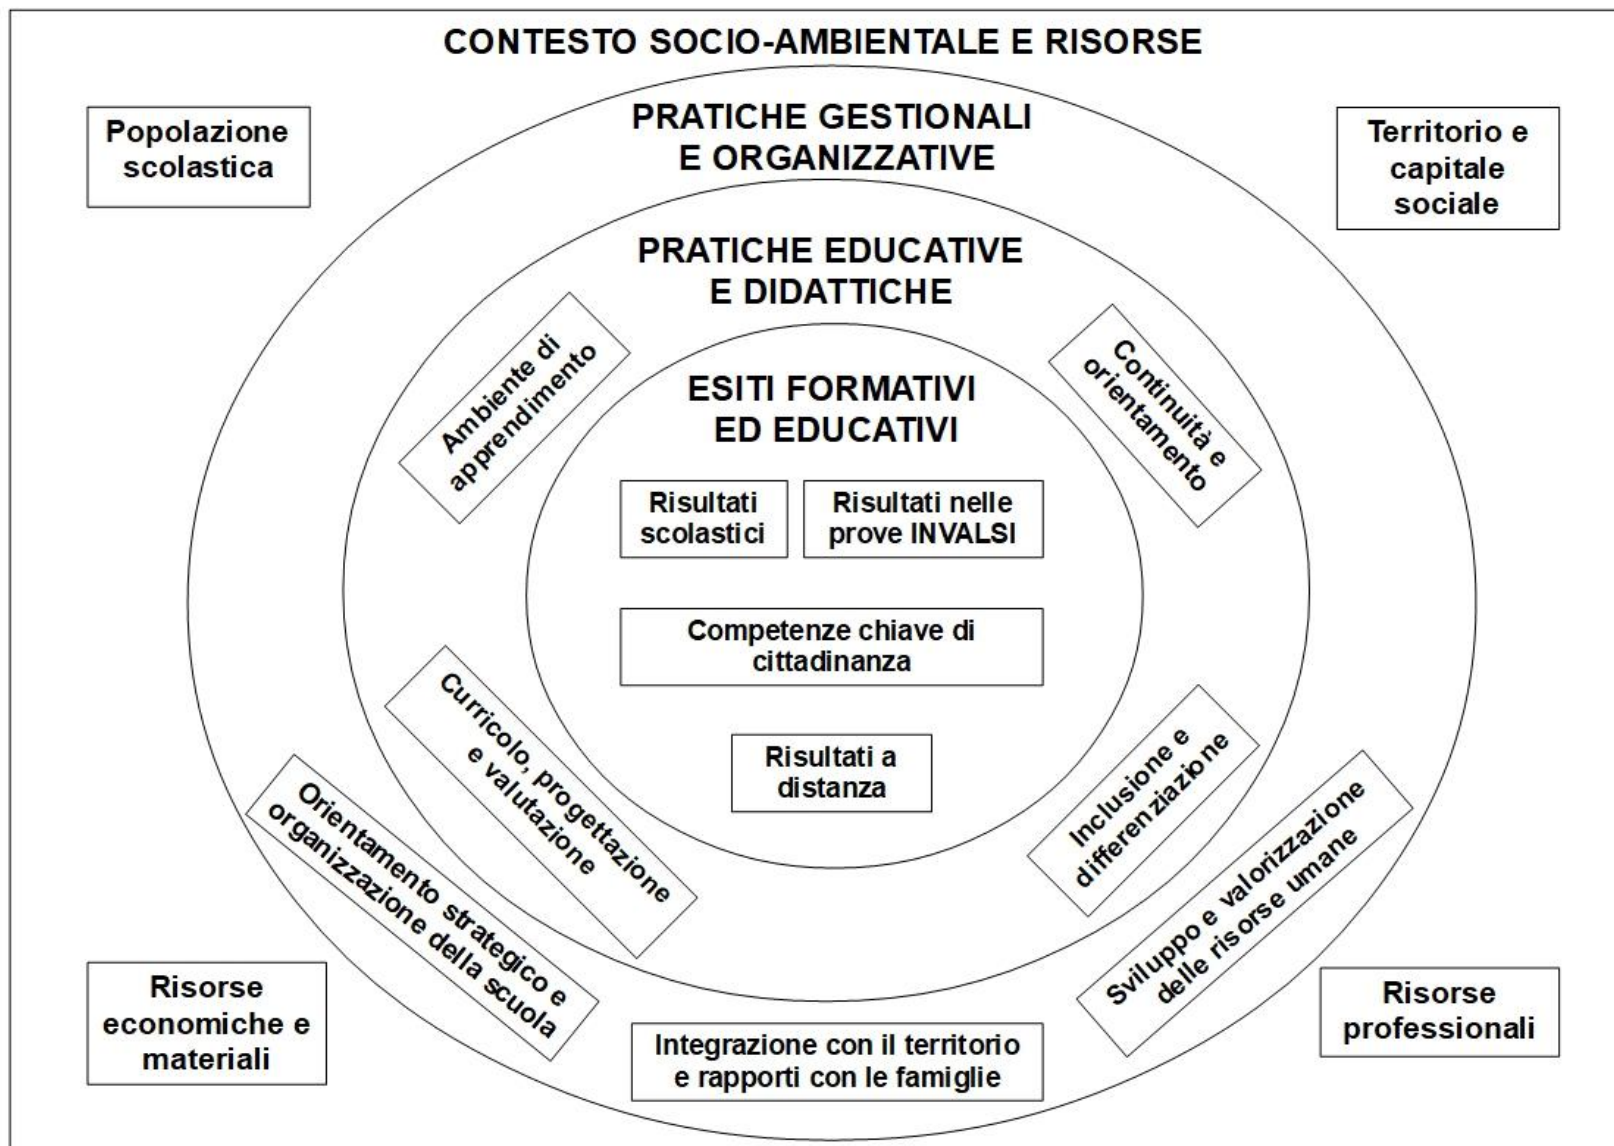 CONTESTO SOCIO-AMBIENTALE E RISORSE
Popolazione
scolastica
PRATICHE GESTIONALI
E ORGANIZZATIVE
Territorio e
capitale
sociale
PRATICHE EDUCATIVE
E DIDATTICHE
Ambiente di
apprendimento
Continuità e
orientamento
ESITI FORMATIVI
ED EDUCATIVI
Risultati
scolastici
Risultati nelle
prove INVALSI
Competenze chiave di
cittadinanza
Risultati a
distanza
Curricolo, progettazione
e valutazione
Inclusione e
differenziazione
Orientamento strategico e
organizzazione della scuola
Sviluppo e valorizzazione
delle risorse umane
Risorse
economiche e
materiali
Integrazione con il territorio
e rapporti con le famiglie
Risorse
professionali